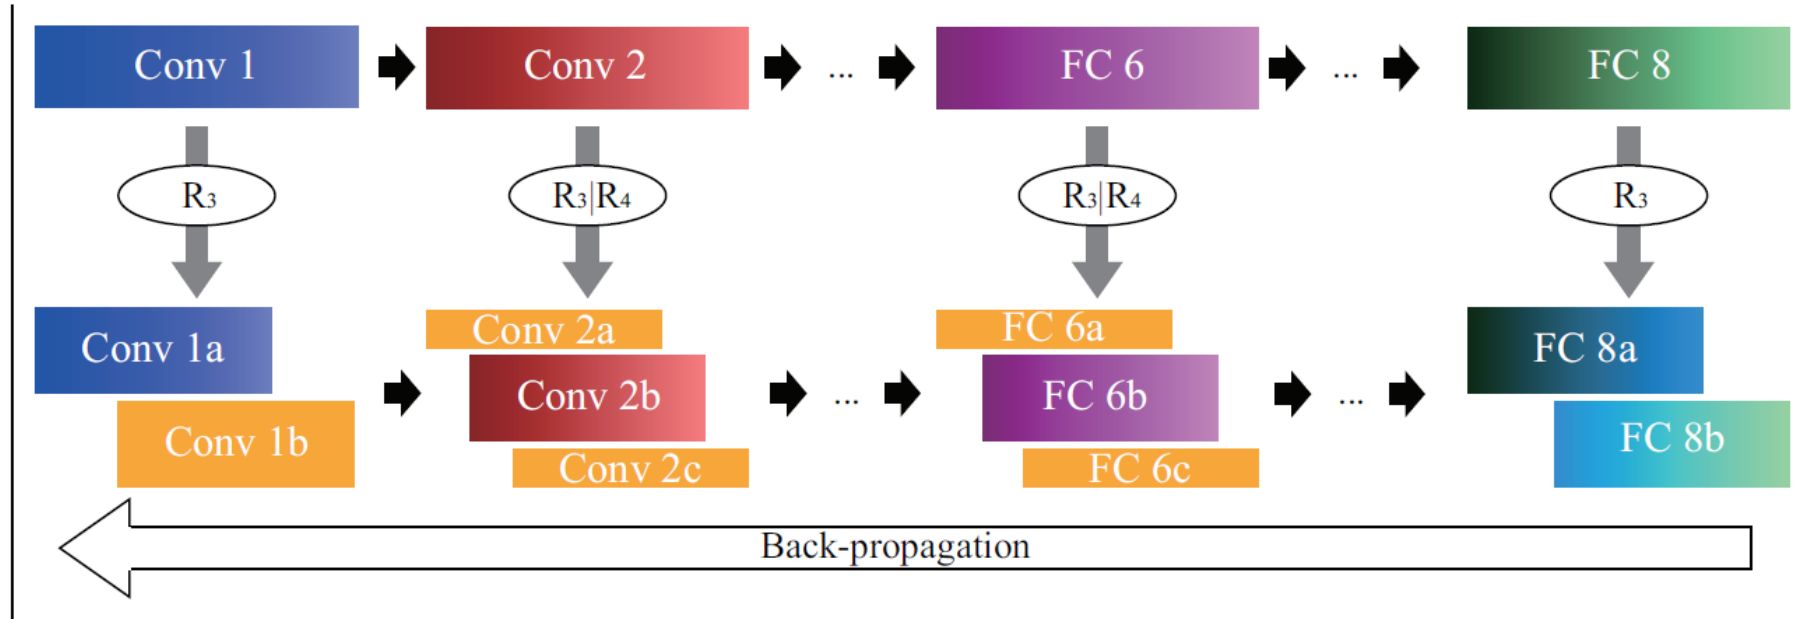 Conv 1
Conv 2
...
FC 6
...
FC 8
R3
R3|R4
R3|R4
R3
Conv 1a
Conv 1b
Conv 2a
Conv 2b
Conv 2c
...
FC 6a
FC 6b
FC 6c
...
FC 8a
FC 8b
Back-propagation